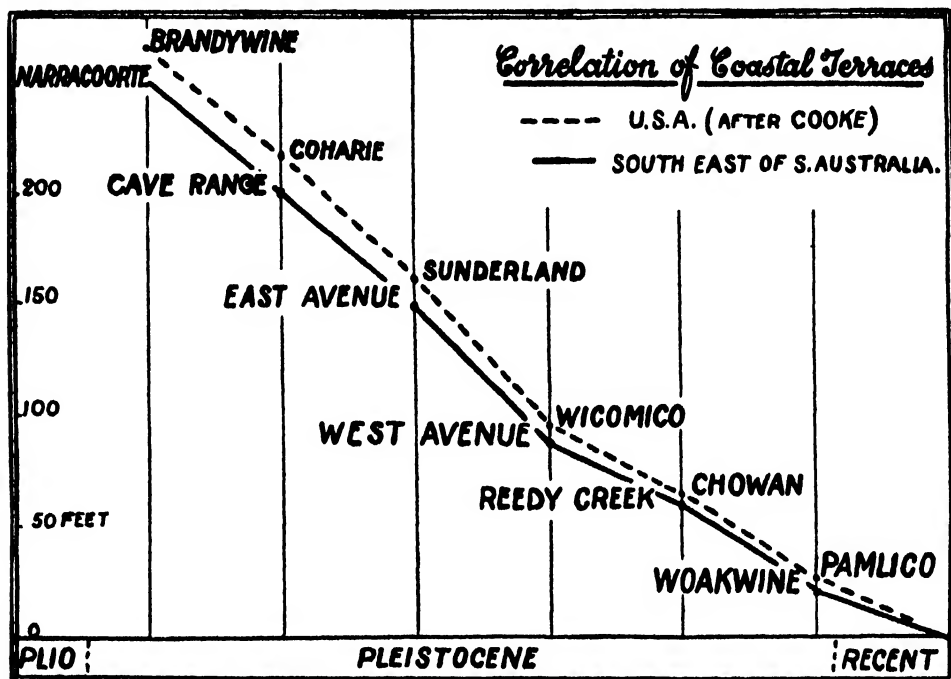 BRANDYWINE
NARRACOORTE
Correlation of Coastal Terraces
U.S.A. (AFTER COOKE)
SOUTH EAST OF S. AUSTRALIA.
COHARIE
CAVE RANGE
200
SUNDERLAND
EAST AVENUE
150
WICOMICO
WEST AVENUE
100
CHOWAN
REEDY CREEK
50 FEET
PAMLICO
WOAKWINE
0
PLIO PLEISTOCENE RECENT